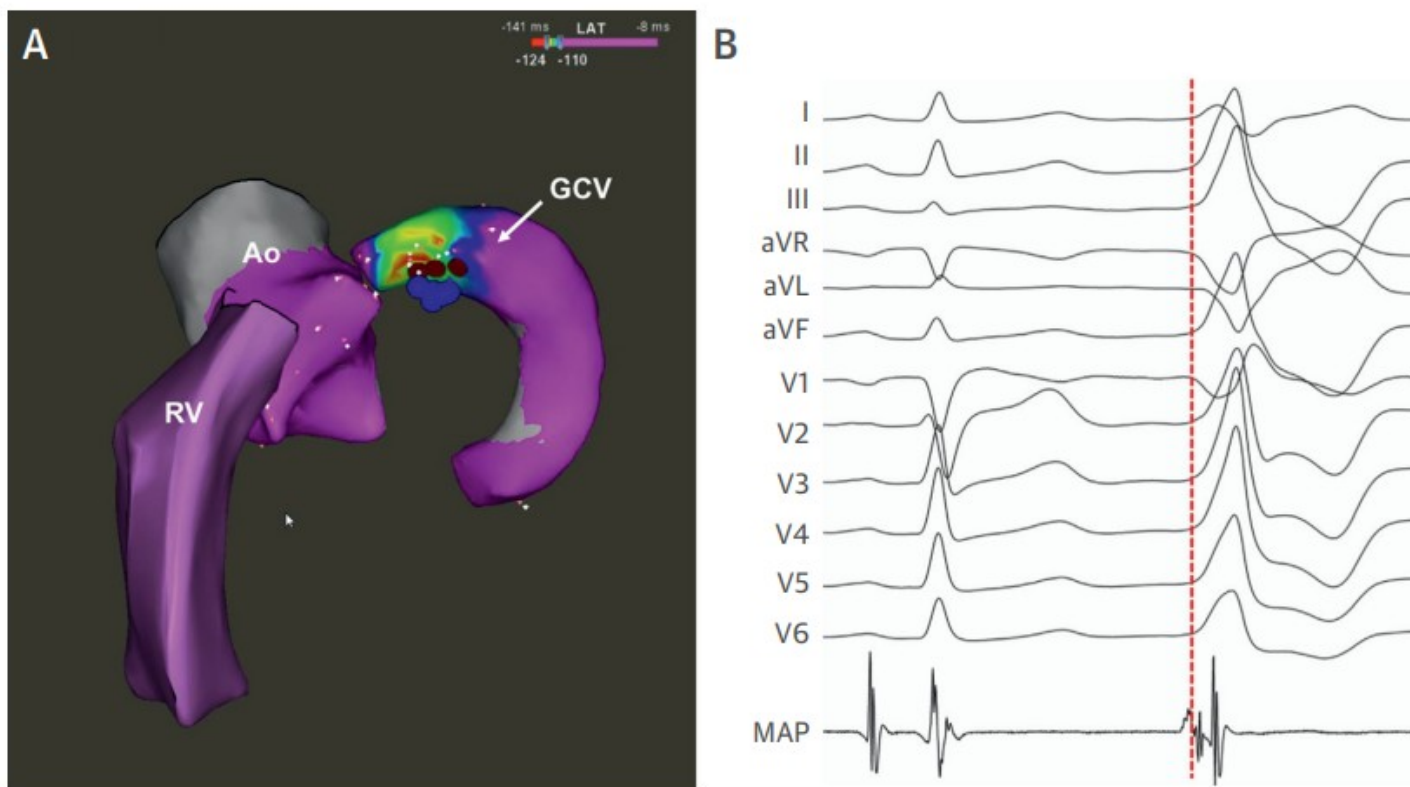 A
-141 ms LAT -8 ms
-124 -110
GCV
Ao
RV
B
I
II
III
aVR
aVL
aVF
V1
V2
V3
V4
V5
V6
MAP